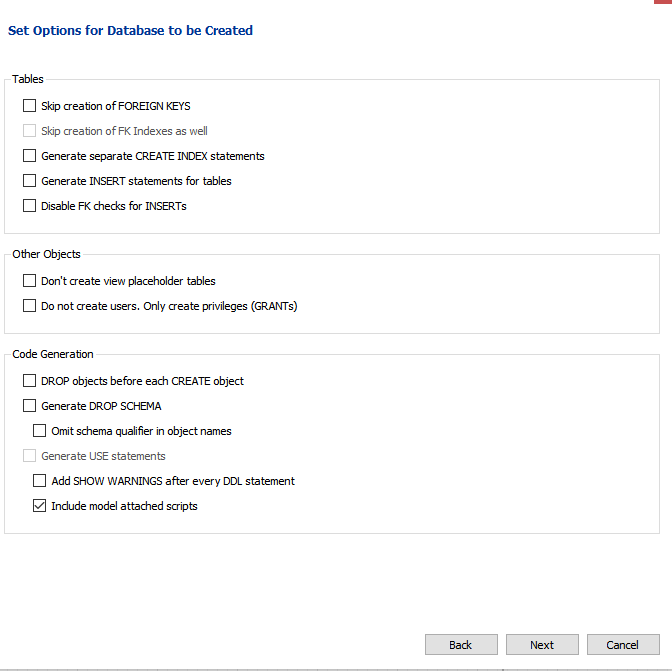 Set Options for Database to be Created
Tables
Skip creation of FOREIGN KEYS
Skip creation of FK Indexes as well
Generate separate CREATE INDEX statements
Generate INSERT statements for tables
Disable FK checks for INSERTs
Other Objects
Don't create view placeholder tables
Do not create users. Only create privileges (GRANTs)
Code Generation
DROP objects before each CREATE object
Generate DROP SCHEMA
Omit schema qualifier in object names
Generate USE statements
Add SHOW WARNINGS after every DDL statement
Include model attached scripts
Back Next Cancel